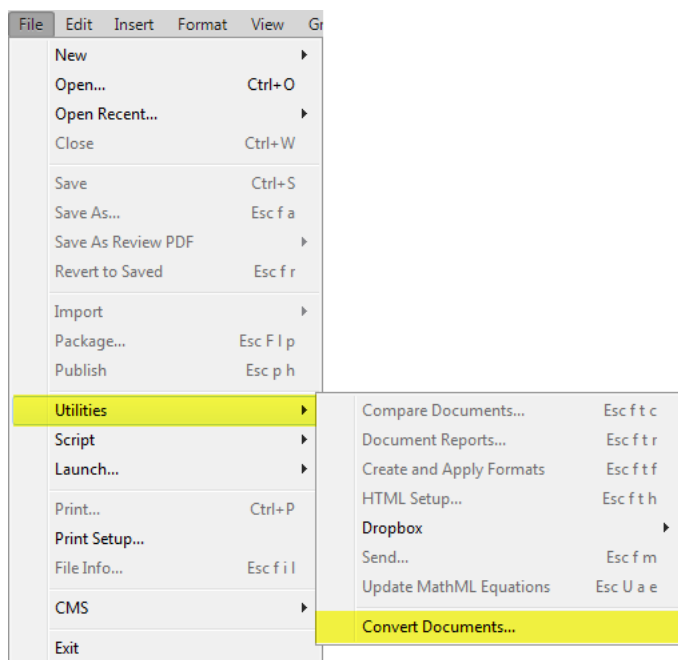 File Edit Insert Format View Gr
New
Open... Ctrl+O
Open Recent...
Close Ctrl+W
Save Ctrl+S
Save As... Esc f a
Save As Review PDF
Revert to Saved Esc f r
Import
Package... Esc F l p
Publish Esc p h
Utilities
Script
Launch...
Print... Ctrl+P
Print Setup...
File Info... Esc f i l
CMS
Exit
Compare Documents... Esc f t c
Document Reports... Esc f t r
Create and Apply Formats Esc f t f
HTML Setup... Esc f t h
Dropbox
Send... Esc f m
Update MathML Equations Esc U a e
Convert Documents...